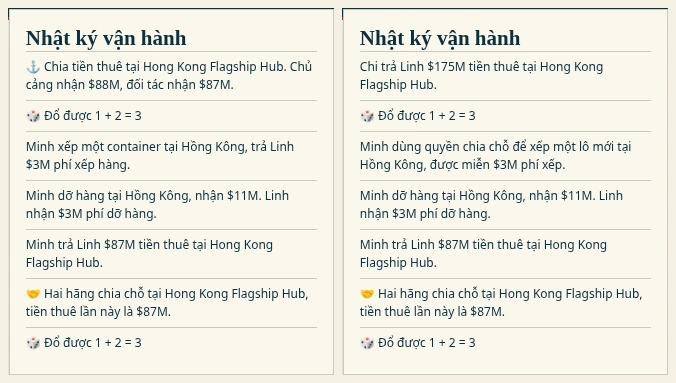 Nhật ký vận hành
⚓ Chia tiền thuê tại Hong Kong Flagship Hub. Chủ
cảng nhận $88M, đối tác nhận $87M.
🎲 Đổ được 1 + 2 = 3
Minh xếp một container tại Hồng Kông, trả Linh
$3M phí xếp hàng.
Minh dỡ hàng tại Hồng Kông, nhận $11M. Linh
nhận $3M phí dỡ hàng.
Minh trả Linh $87M tiền thuê tại Hong Kong
Flagship Hub.
🤝 Hai hãng chia chỗ tại Hong Kong Flagship Hub,
tiền thuê lần này là $87M.
🎲 Đổ được 1 + 2 = 3
Nhật ký vận hành
Chi trả Linh $175M tiền thuê tại Hong Kong
Flagship Hub.
🎲 Đổ được 1 + 2 = 3
Minh dùng quyền chia chỗ để xếp một lô mới tại
Hồng Kông, được miễn $3M phí xếp.
Minh dỡ hàng tại Hồng Kông, nhận $11M. Linh
nhận $3M phí dỡ hàng.
Minh trả Linh $87M tiền thuê tại Hong Kong
Flagship Hub.
🤝 Hai hãng chia chỗ tại Hong Kong Flagship Hub,
tiền thuê lần này là $87M.
🎲 Đổ được 1 + 2 = 3